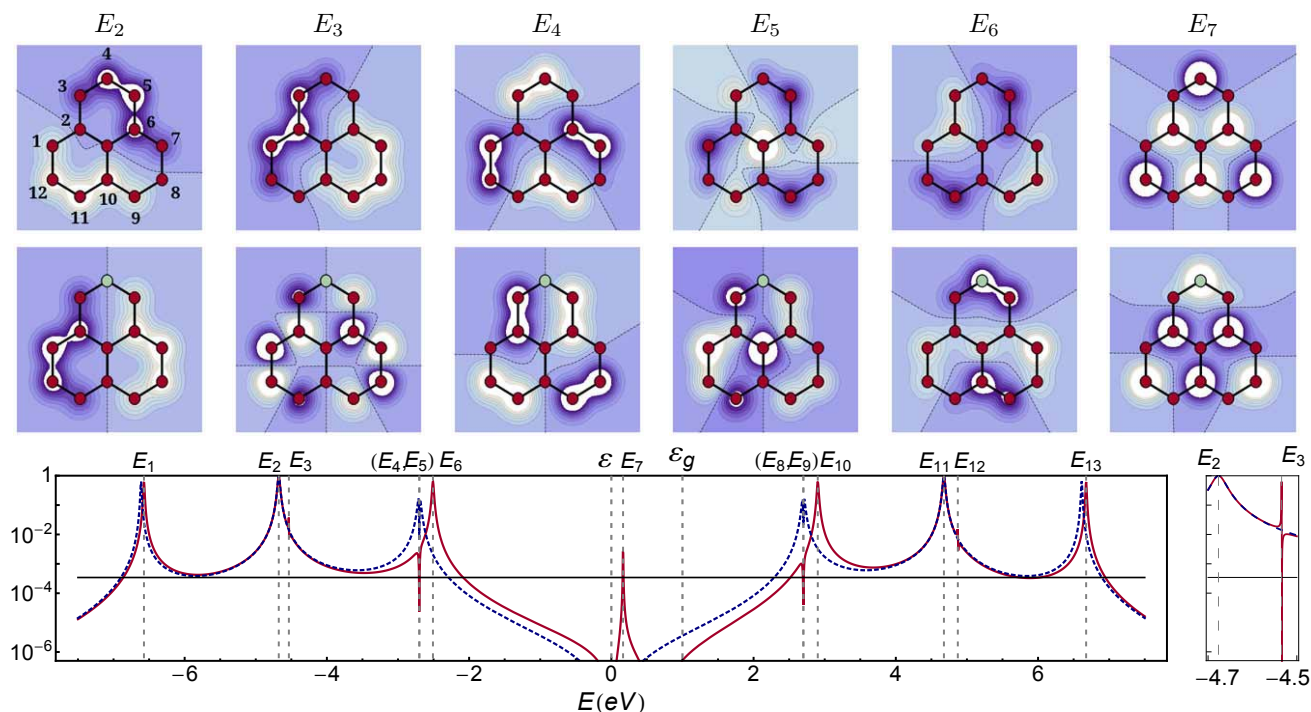 E₂ E₃ E₄ E₅ E₆ E₇
4
3 5
2 6
1 7
12 10 8
11 9
E₁ E₂ E₃ (E₄,E₅) E₆ ε E₇ ε_g (E₈,E₉) E₁₀ E₁₁ E₁₂ E₁₃ E₂ E₃
1
10⁻²
10⁻⁴
10⁻⁶
−6 −4 −2 0 2 4 6 −4.7 −4.5
E(eV)